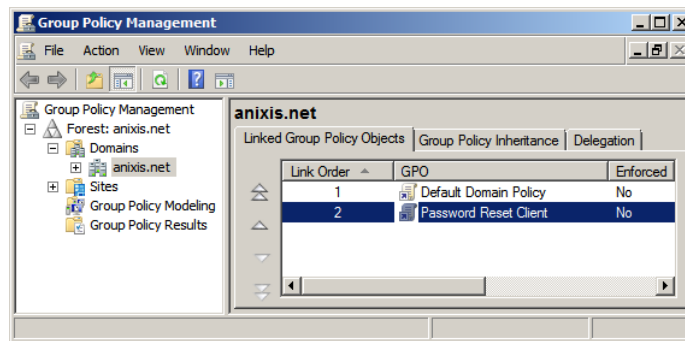 Group Policy Management
File Action View Window Help
Group Policy Management
Forest: anixis.net
Domains
anixis.net
Sites
Group Policy Modeling
Group Policy Results
anixis.net
Linked Group Policy Objects Group Policy Inheritance Delegation
Link Order GPO Enforced
1 Default Domain Policy No
2 Password Reset Client No